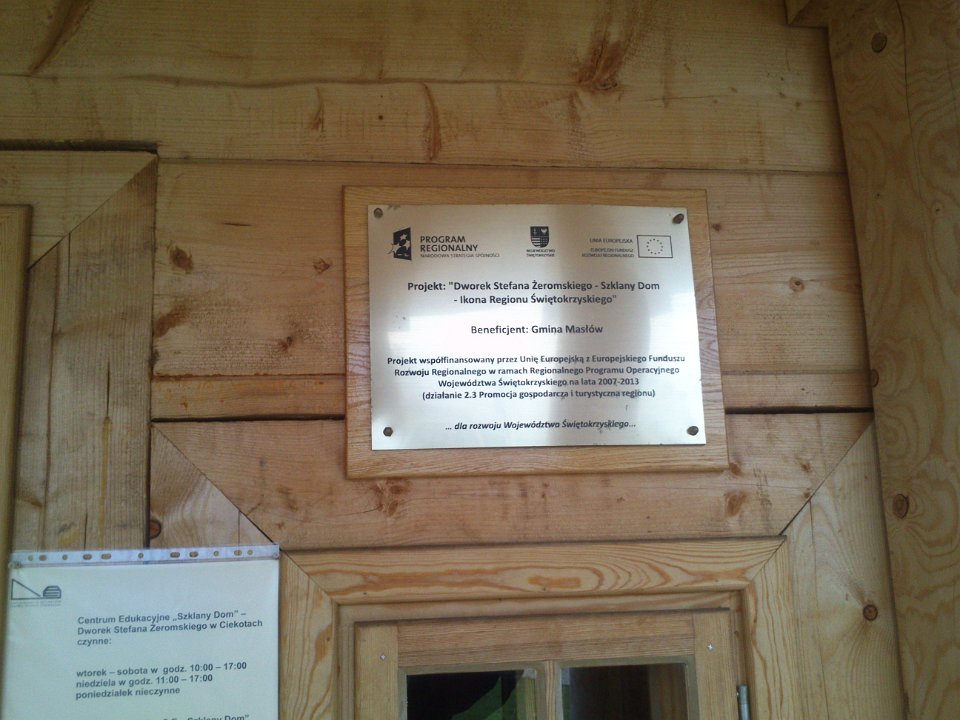 PROGRAM
REGIONALNY
NARODOWA STRATEGIA SPÓJNOŚCI
WOJEWÓDZTWO
ŚWIĘTOKRZYSKIE
UNIA EUROPEJSKA
EUROPEJSKI FUNDUSZ
ROZWOJU REGIONALNEGO
Projekt: "Dworek Stefana Żeromskiego - Szklany Dom
- Ikona Regionu Świętokrzyskiego"
Beneficjent: Gmina Masłów
Projekt współfinansowany przez Unię Europejską z Europejskiego Funduszu
Rozwoju Regionalnego w ramach Regionalnego Programu Operacyjnego
Województwa Świętokrzyskiego na lata 2007-2013
(działanie 2.3 Promocja gospodarcza i turystyczna regionu)
... dla rozwoju Województwa Świętokrzyskiego...
Centrum Edukacyjne „Szklany Dom” –
Dworek Stefana Żeromskiego w Ciekotach
czynne:
wtorek – sobota w godz. 10:00 – 17:00
niedziela w godz. 11:00 – 17:00
poniedziałek nieczynne
„Szklany Dom”